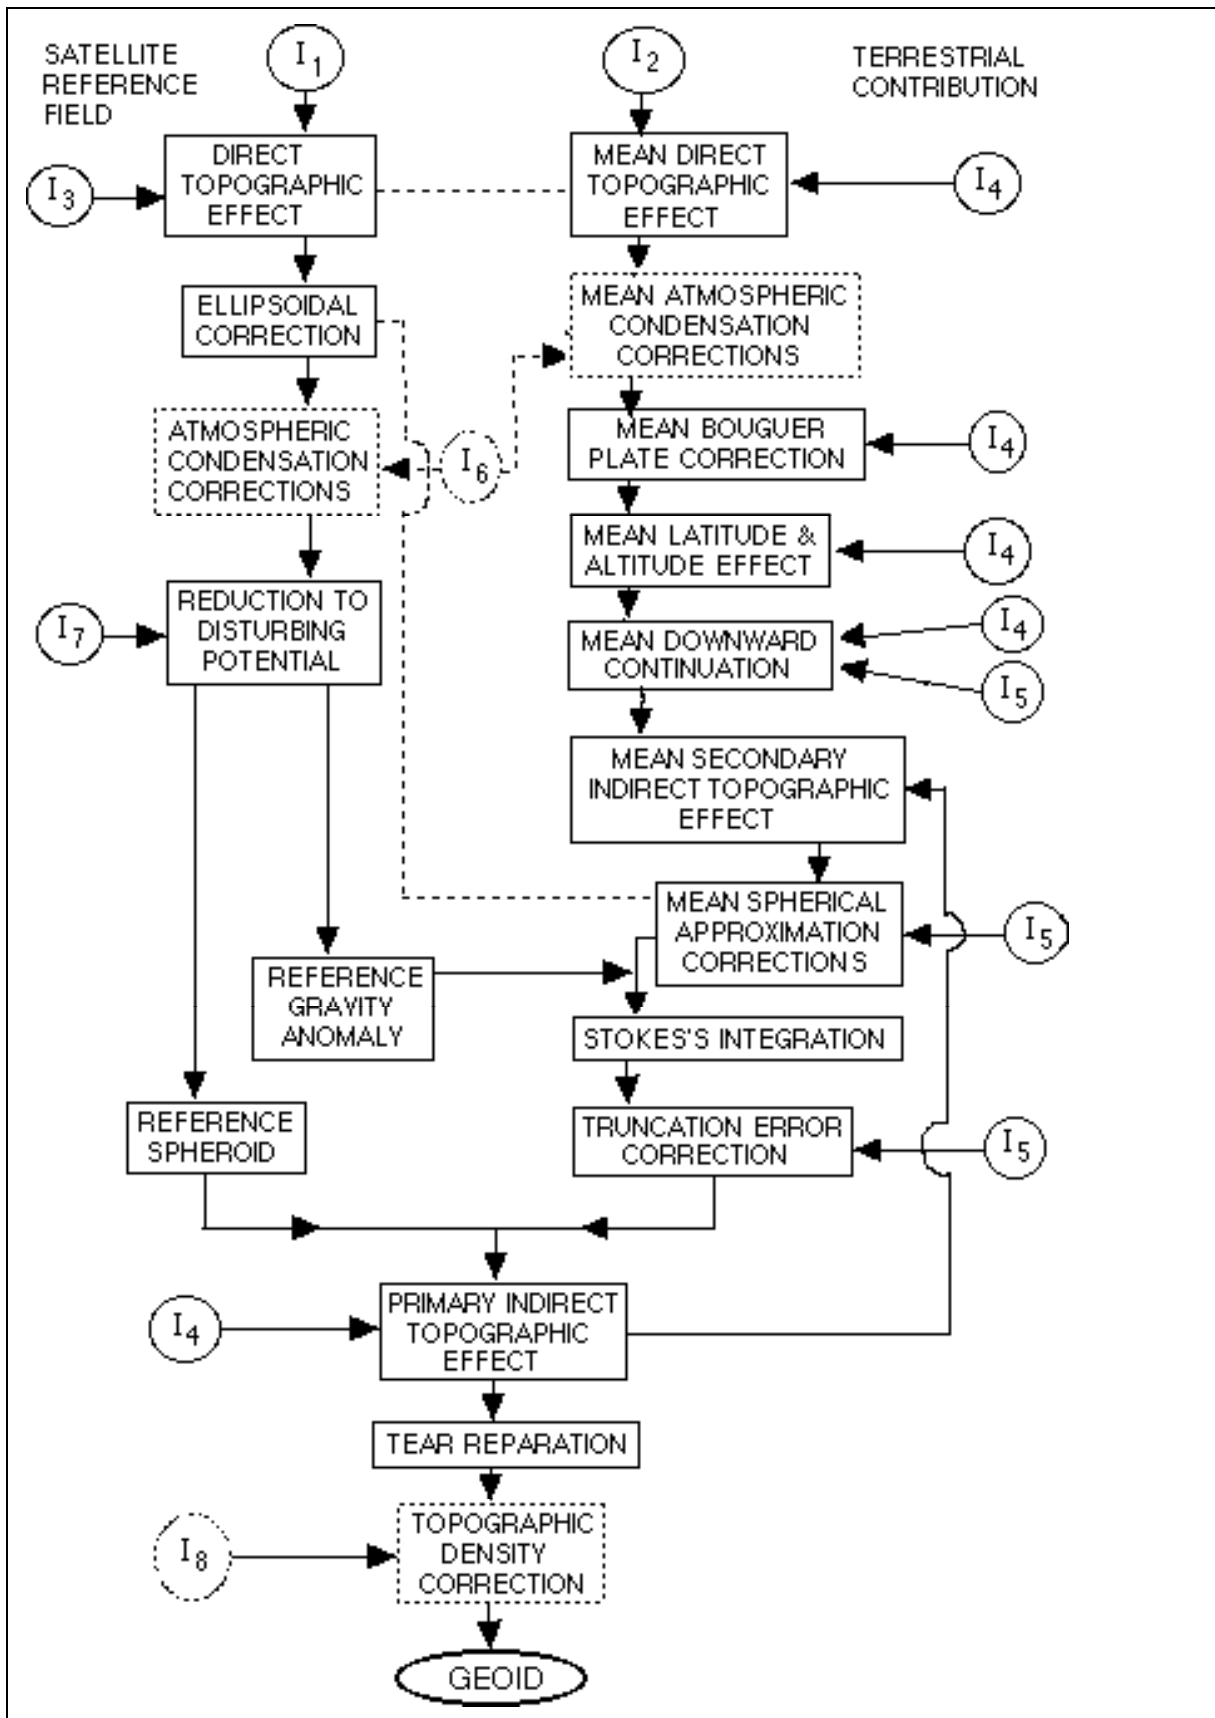 SATELLITE
REFERENCE
FIELD
I1
I2
TERRESTRIAL
CONTRIBUTION
DIRECT
TOPOGRAPHIC
EFFECT
I3
MEAN DIRECT
TOPOGRAPHIC
EFFECT
I4
ELLIPSOIDAL
CORRECTION
MEAN ATMOSPHERIC
CONDENSATION
CORRECTIONS
ATMOSPHERIC
CONDENSATION
CORRECTIONS
I6
MEAN BOUGUER
PLATE CORRECTION
I4
MEAN LATITUDE &
ALTITUDE EFFECT
I4
REDUCTION TO
DISTURBING
POTENTIAL
I7
MEAN DOWNWARD
CONTINUATION
I4
I5
MEAN SECONDARY
INDIRECT TOPOGRAPHIC
EFFECT
MEAN SPHERICAL
APPROXIMATION
CORRECTIONS
I5
REFERENCE
GRAVITY
ANOMALY
STOKES'S INTEGRATION
REFERENCE
SPHEROID
TRUNCATION ERROR
CORRECTION
I5
PRIMARY INDIRECT
TOPOGRAPHIC
EFFECT
I4
TEAR REPARATION
TOPOGRAPHIC
DENSITY
CORRECTION
I8
GEOID